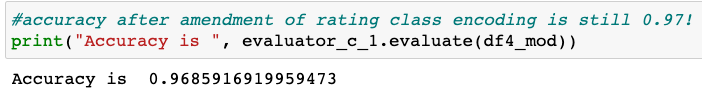 #accuracy after amendment of rating class encoding is still 0.97!
print("Accuracy is ", evaluator_c_1.evaluate(df4_mod))
Accuracy is  0.9685916919959473